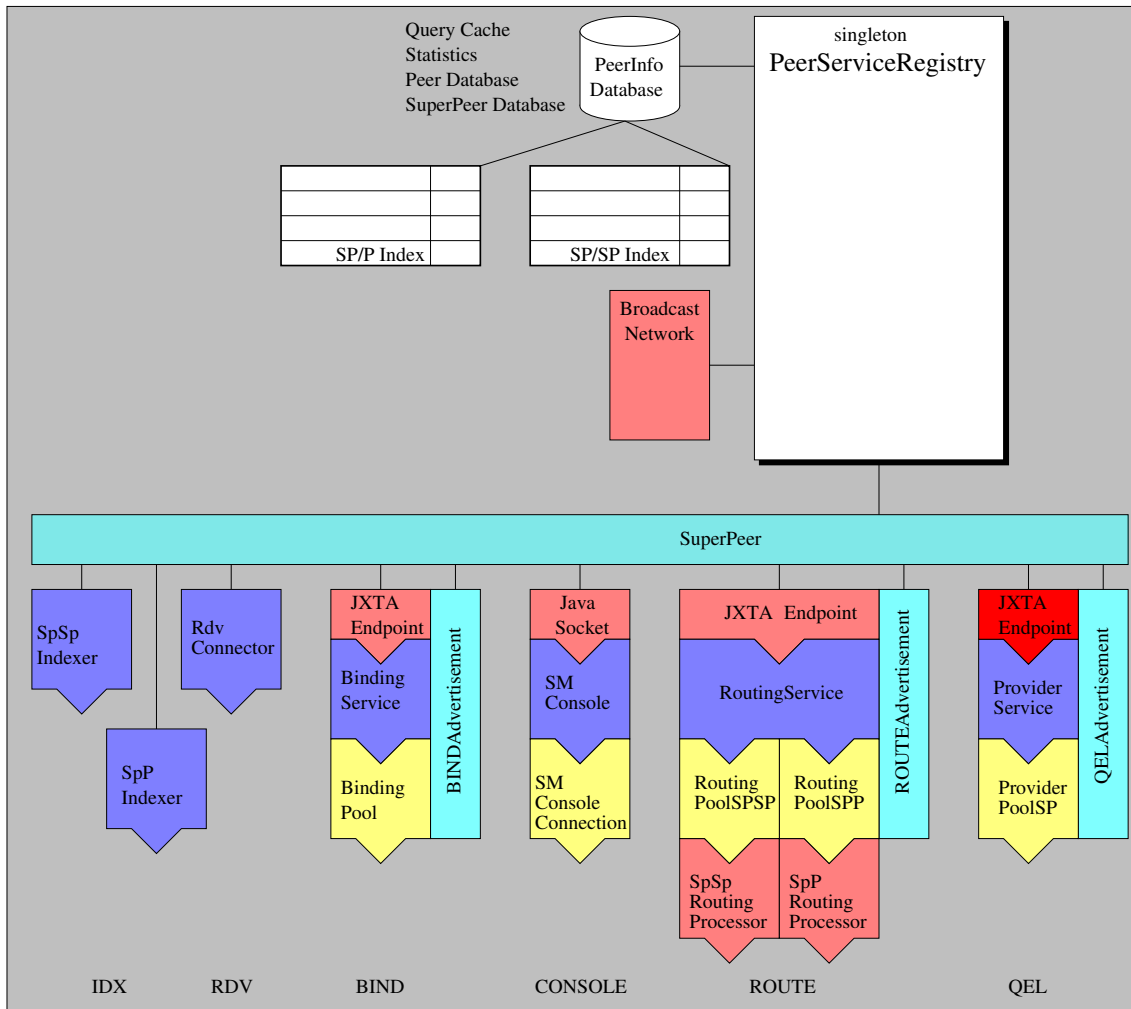 Query Cache
Statistics
Peer Database
SuperPeer Database
PeerInfo
Database
singleton
PeerServiceRegistry
SP/P Index
SP/SP Index
Broadcast
Network
SuperPeer
SpSp
Indexer
SpP
Indexer
Rdv
Connector
JXTA
Endpoint
Binding
Service
Binding
Pool
BINDAdvertisement
Java
Socket
SM
Console
SM
Console
Connection
JXTA Endpoint
RoutingService
Routing
PoolSPSP
Routing
PoolSPP
SpSp
Routing
Processor
SpP
Routing
Processor
ROUTEAdvertisement
JXTA
Endpoint
Provider
Service
Provider
PoolSP
QELAdvertisement
IDX
RDV
BIND
CONSOLE
ROUTE
QEL